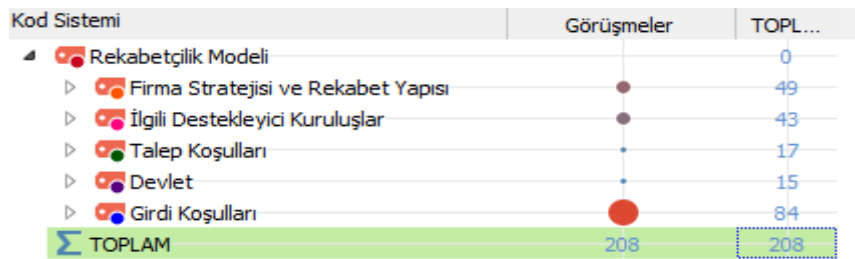 Kod Sistemi Görüşmeler TOPL...
Rekabetçilik Modeli 0
Firma Stratejisi ve Rekabet Yapısı 49
İlgili Destekleyici Kuruluşlar 43
Talep Koşulları 17
Devlet 15
Girdi Koşulları 84
Σ TOPLAM 208 208